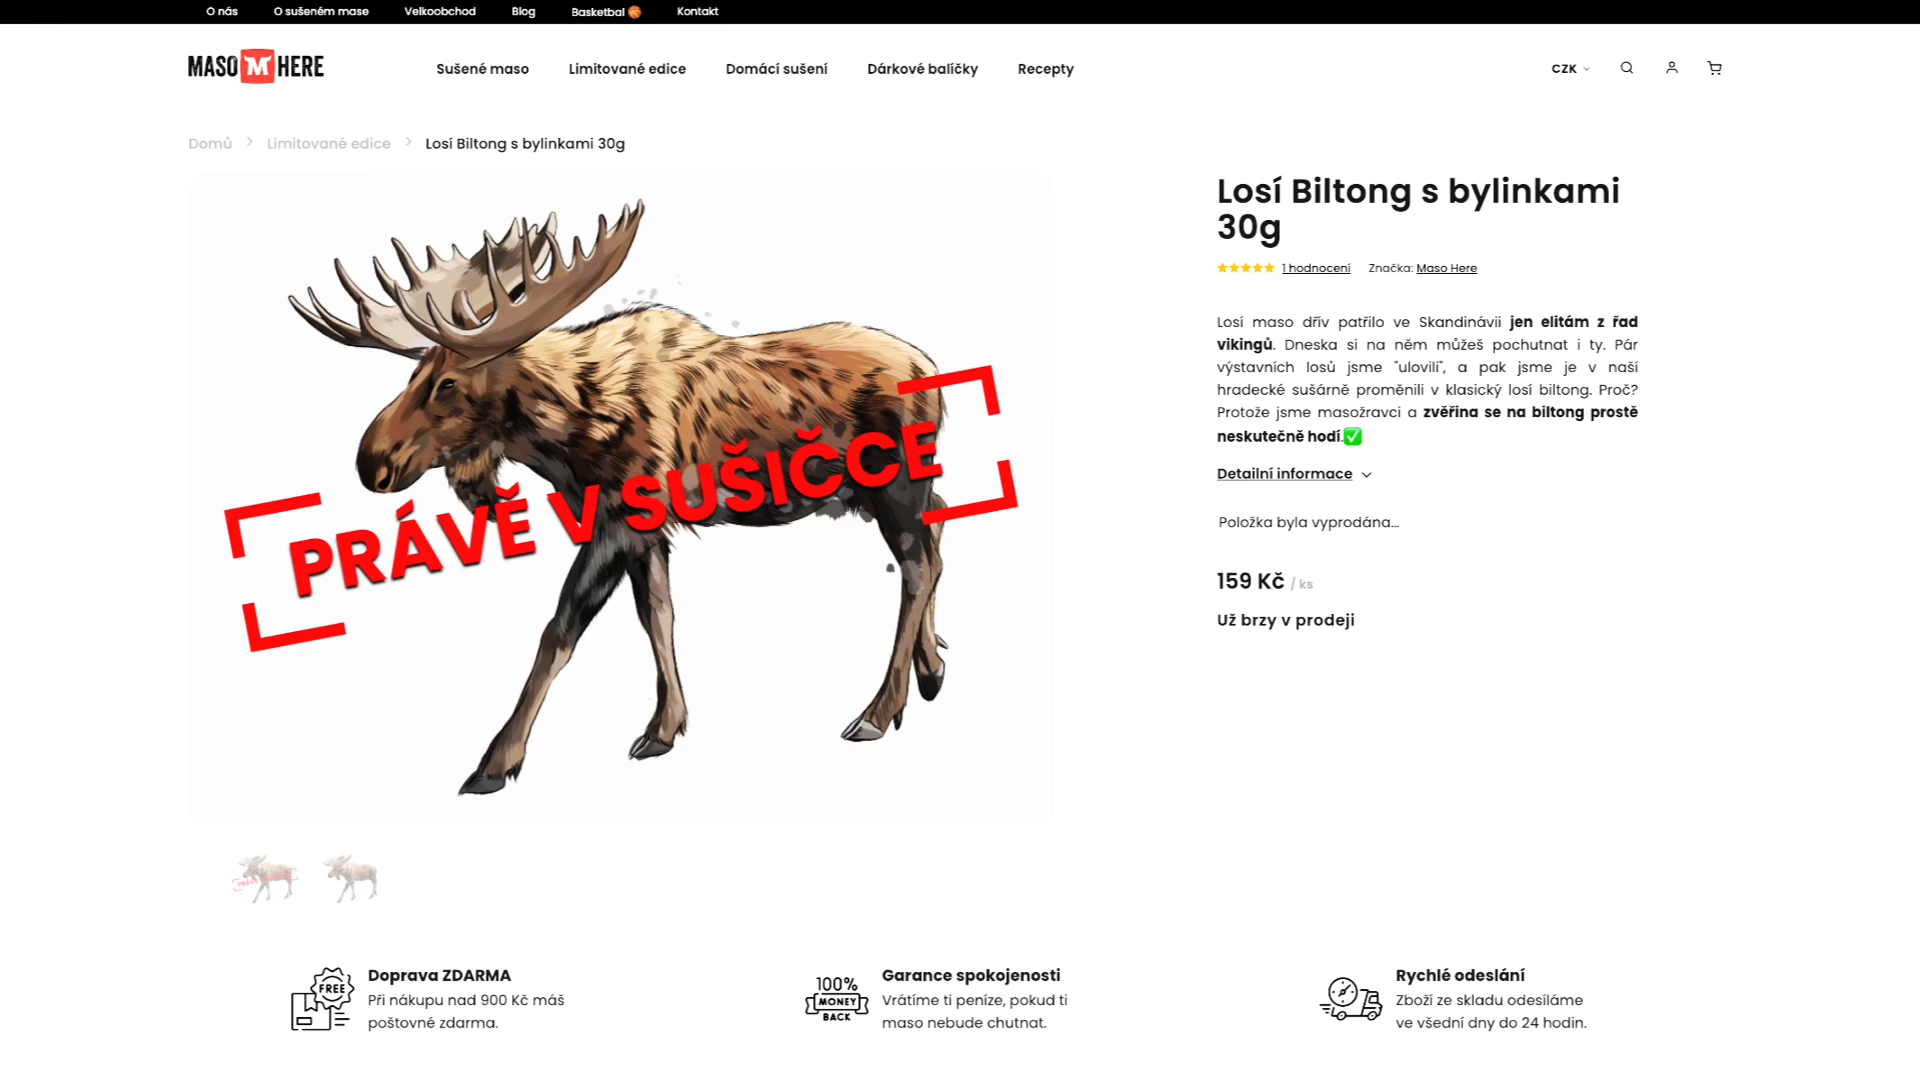 O nás
O sušeném mase
Velkoobchod
Blog
Basketbal 🏀
Kontakt
MASO M HERE
Sušené maso
Limitované edice
Domácí sušení
Dárkové balíčky
Recepty
CZK
Domů
Limitované edice
Losí Biltong s bylinkami 30g
PRÁVĚ V SUŠIČCE
Losí Biltong s bylinkami
30g
1 hodnocení
Značka: Maso Here
Losí maso dřív patřilo ve Skandinávii jen elitám z řad
vikingů. Dneska si na něm můžeš pochutnat i ty. Pár
výstavních losů jsme "ulovili", a pak jsme je v naší
hradecké sušárně proměnili v klasický losí biltong. Proč?
Protože jsme masožravci a zvěřina se na biltong prostě
neskutečně hodí.✅
Detailní informace
Položka byla vyprodána…
159 Kč / ks
Už brzy v prodeji
FREE
Doprava ZDARMA
Při nákupu nad 900 Kč máš
poštovné zdarma.
100%
MONEY
BACK
Garance spokojenosti
Vrátíme ti peníze, pokud ti
maso nebude chutnat.
Rychlé odeslání
Zboží ze skladu odesíláme
ve všední dny do 24 hodin.